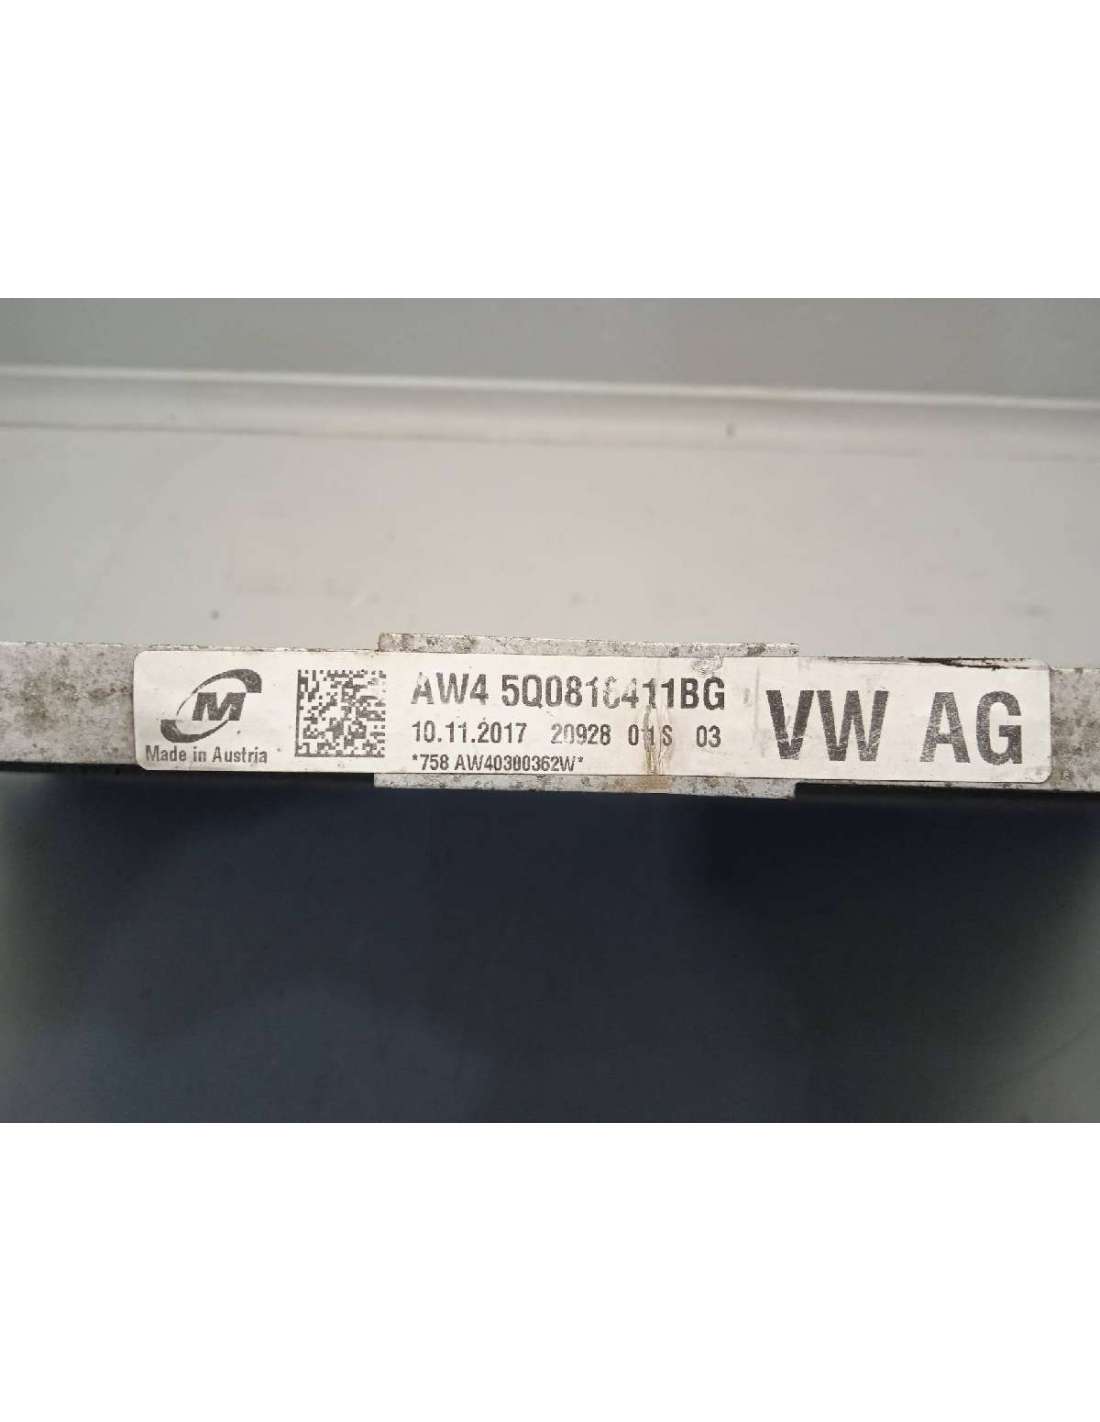 M
Made in Austria
AW4 5Q0816411BG
10.11.2017 20928 01S 03
*758 AW40300362W*
VW AG